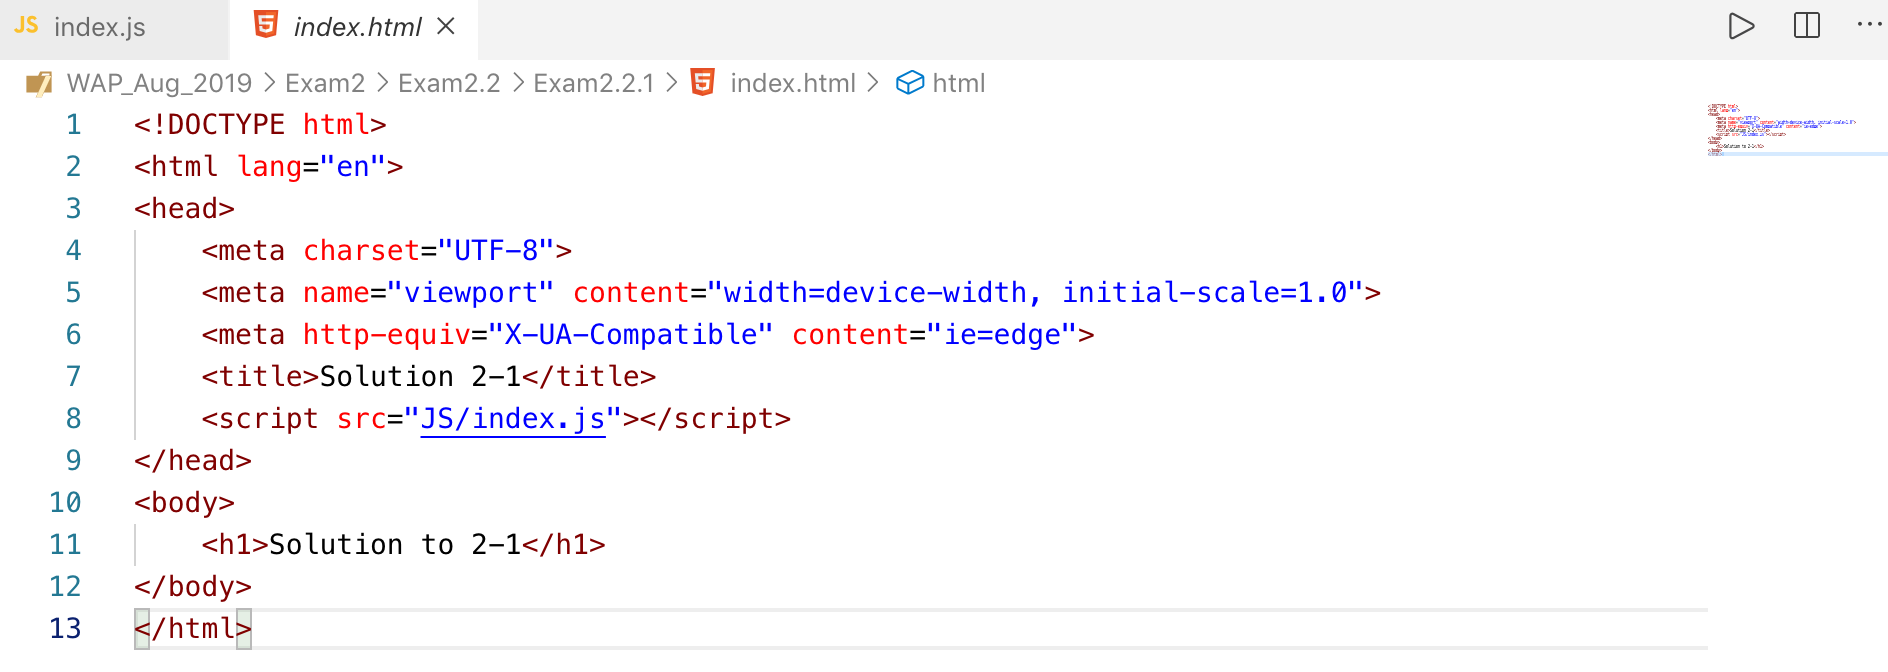 JS index.js index.html
WAP_Aug_2019 > Exam2 > Exam2.2 > Exam2.2.1 > index.html > html
1 <!DOCTYPE html>
2 <html lang="en">
3 <head>
4     <meta charset="UTF-8">
5     <meta name="viewport" content="width=device-width, initial-scale=1.0">
6     <meta http-equiv="X-UA-Compatible" content="ie=edge">
7     <title>Solution 2-1</title>
8     <script src="JS/index.js"></script>
9 </head>
10 <body>
11     <h1>Solution to 2-1</h1>
12 </body>
13 </html>